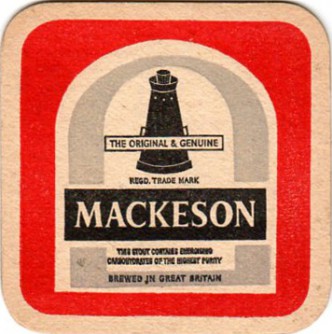 THE ORIGINAL & GENUINE
REGD. TRADE MARK
MACKESON
THIS STOUT CONTAINS ENERGISING
CARBOHYDRATES OF THE HIGHEST PURITY
BREWED IN GREAT BRITAIN